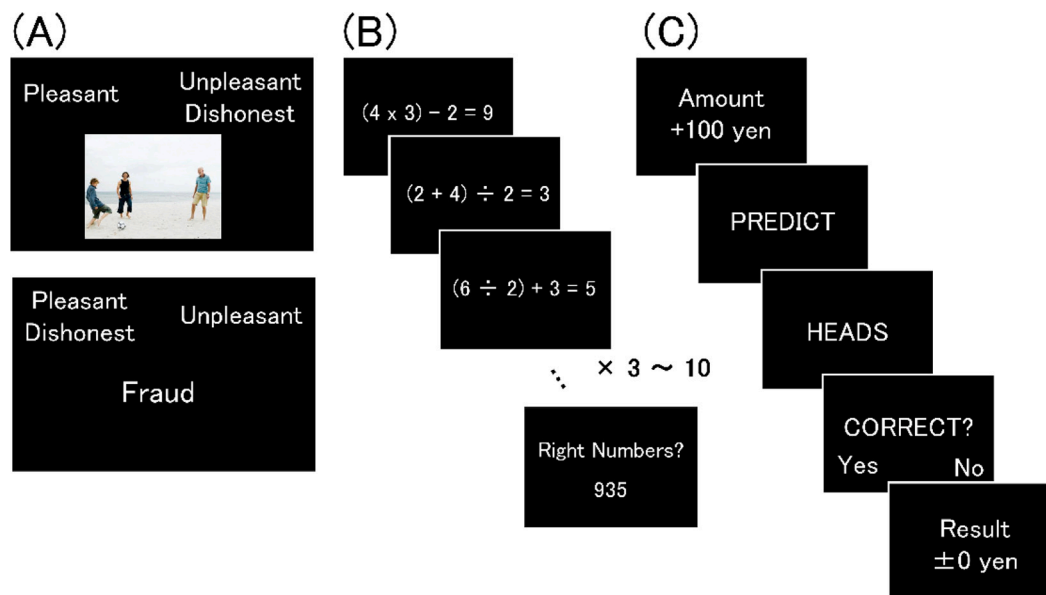 (A)
Pleasant
Unpleasant
Dishonest
Pleasant
Dishonest
Unpleasant
Fraud
(B)
(4 x 3) − 2 = 9
(2 + 4) ÷ 2 = 3
(6 ÷ 2) + 3 = 5
× 3 ～ 10
Right Numbers?
935
(C)
Amount
+100 yen
PREDICT
HEADS
CORRECT?
Yes No
Result
±0 yen